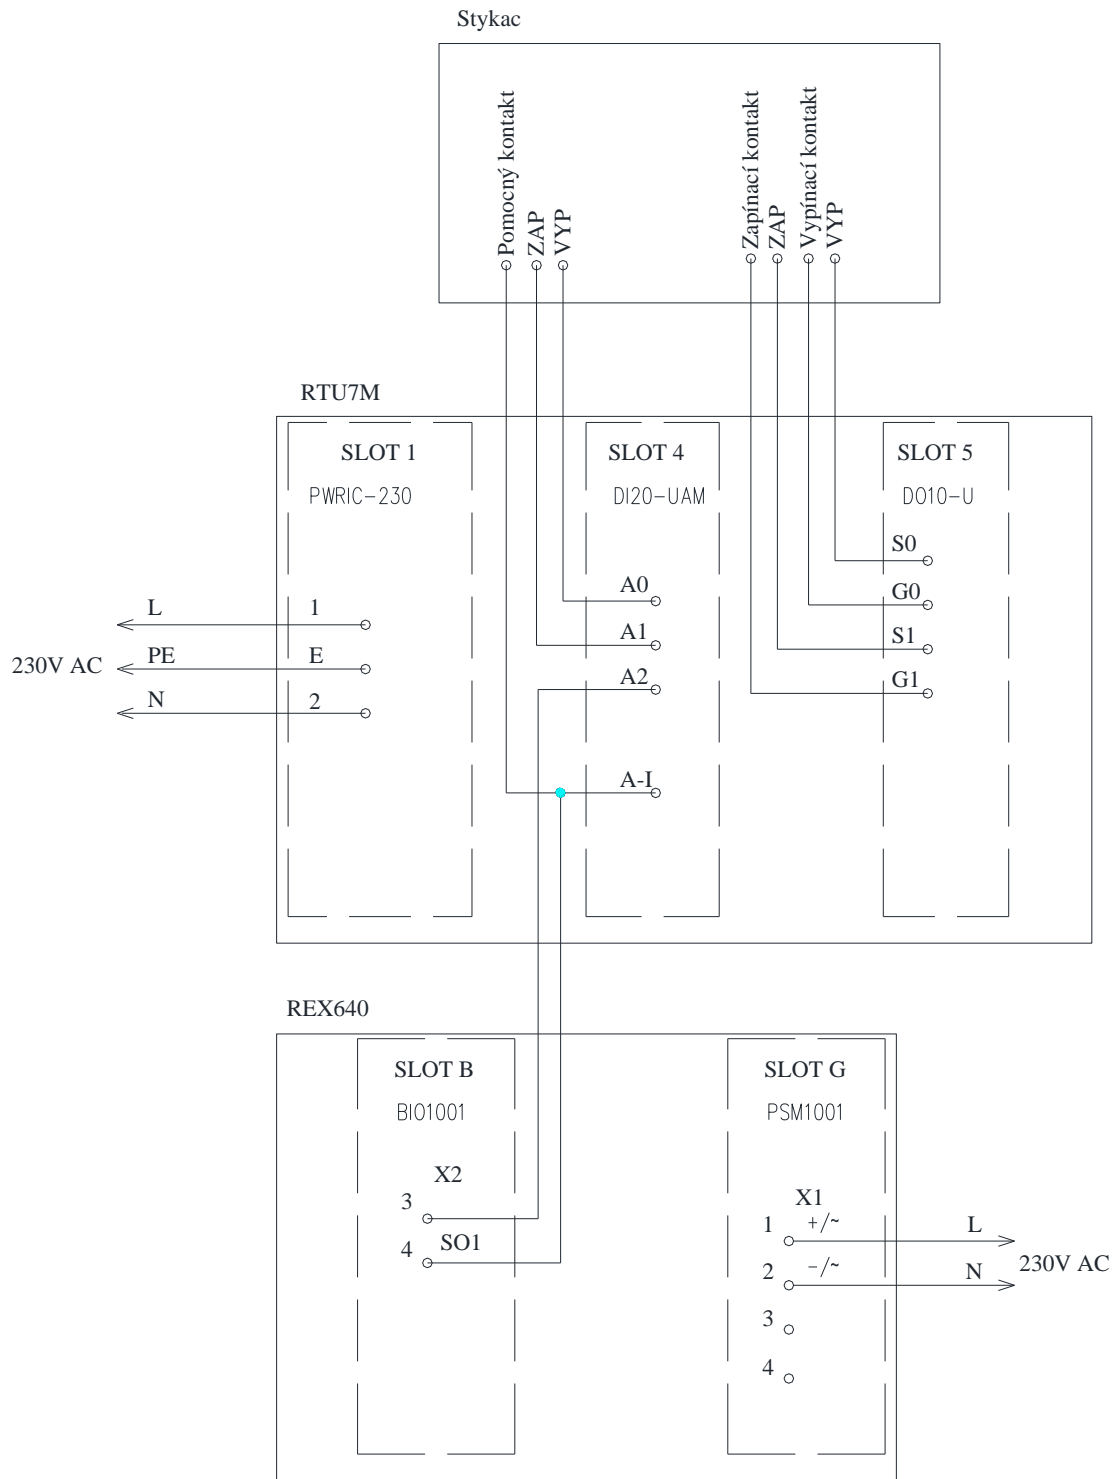 Stykac
Pomocný kontakt
ZAP
VYP
Zapínací kontakt
ZAP
Vypínací kontakt
VYP
RTU7M
SLOT 1
PWRIC-230
SLOT 4
DI20-UAM
SLOT 5
DO10-U
S0
G0
S1
G1
A0
A1
A2
A-I
L
1
230V AC
PE
E
N
2
REX640
SLOT B
BIO1001
X2
3
4
SO1
SLOT G
PSM1001
X1
1
+/~
L
2
-/~
N
230V AC
3
4